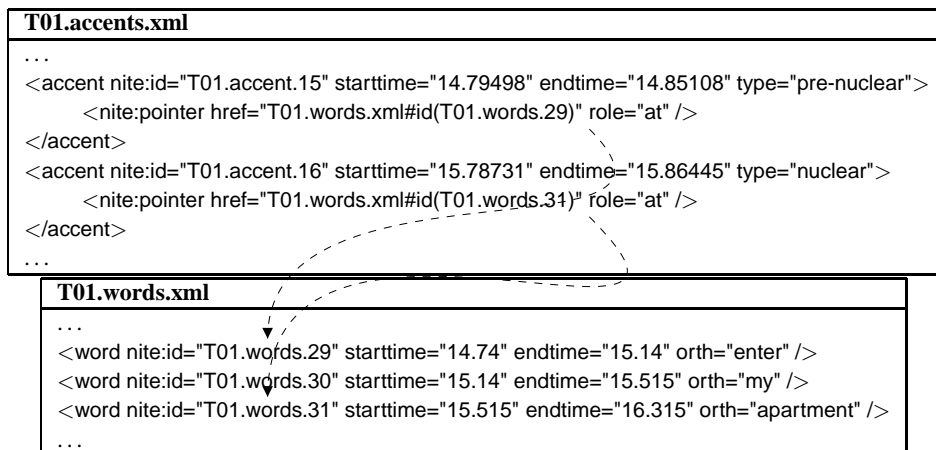 T01.accents.xml
. . .
<accent nite:id="T01.accent.15" starttime="14.79498" endtime="14.85108" type="pre-nuclear">
<nite:pointer href="T01.words.xml#id(T01.words.29)" role="at" />
</accent>
<accent nite:id="T01.accent.16" starttime="15.78731" endtime="15.86445" type="nuclear">
<nite:pointer href="T01.words.xml#id(T01.words.31)" role="at" />
</accent>
. . .
T01.words.xml
. . .
<word nite:id="T01.words.29" starttime="14.74" endtime="15.14" orth="enter" />
<word nite:id="T01.words.30" starttime="15.14" endtime="15.515" orth="my" />
<word nite:id="T01.words.31" starttime="15.515" endtime="16.315" orth="apartment" />
. . .